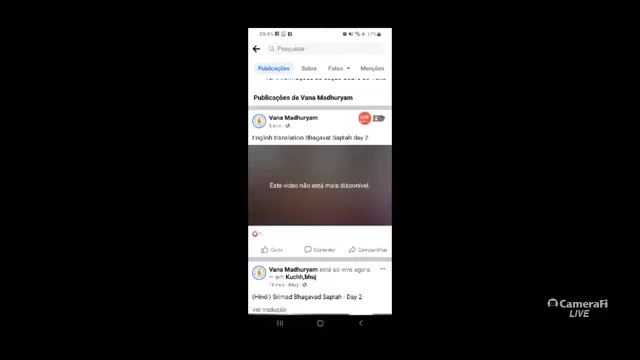 Pesquisar
Publicações Sobre Fotos Menções
Publicações de Vana Madhuryam
Vana Madhuryam
English translation Bhagavat Saptah day 2
Este vídeo não está mais disponível.
Curtir Comentar Compartilhar
Vana Madhuryam está ao vivo agora
— em Kuchh,bhuj
(Hindi) Srimad Bhagavad Saptah - Day 2
Ver tradução
CameraFi
LIVE